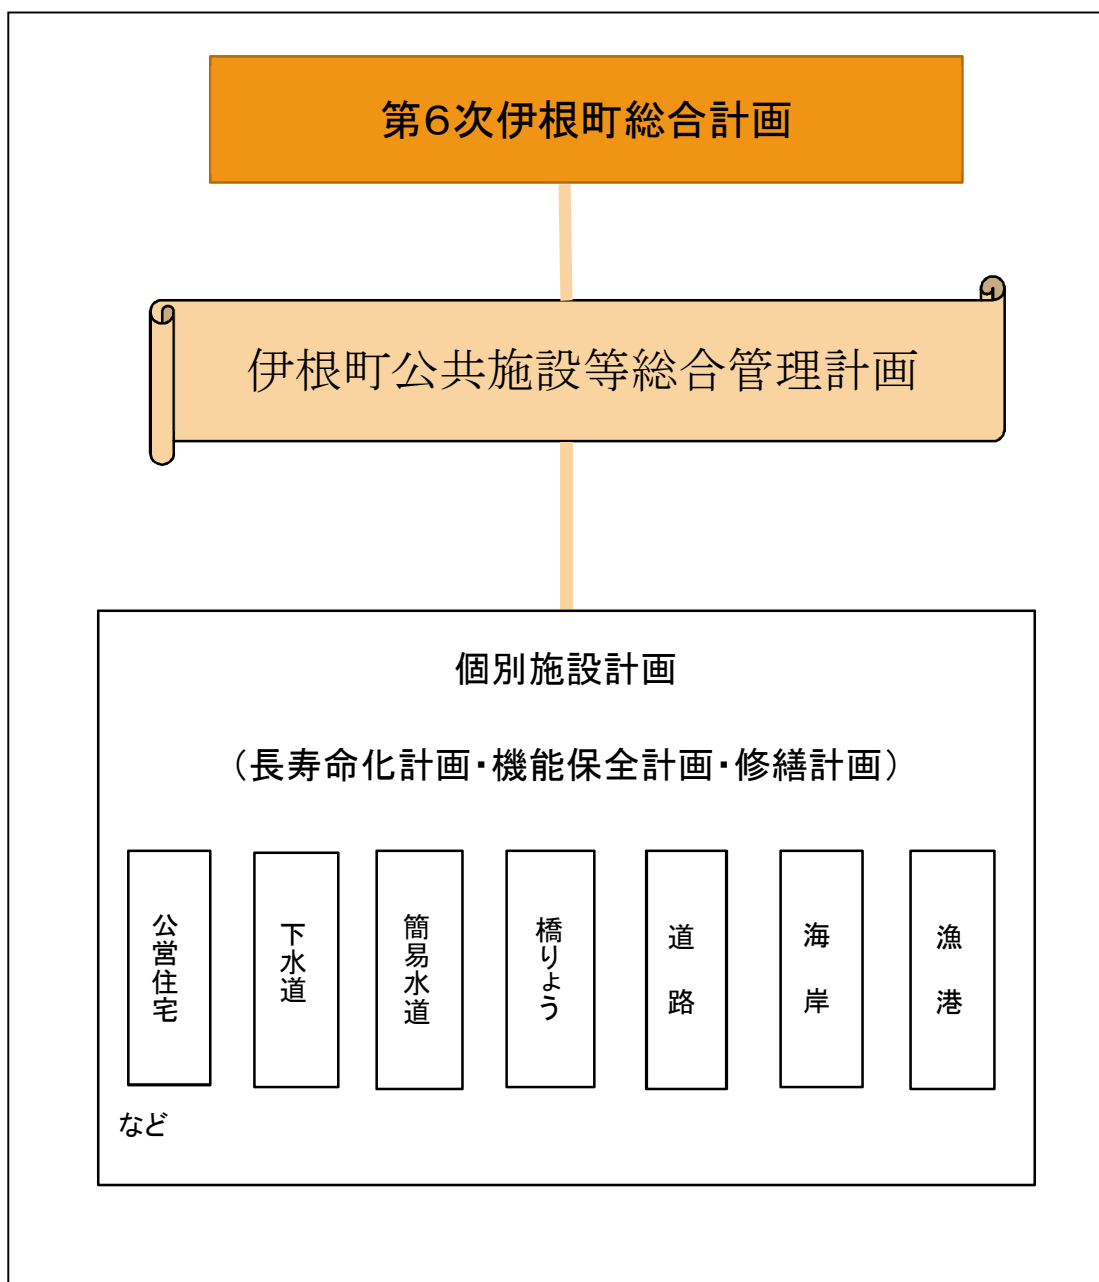 第6次伊根町総合計画
伊根町公共施設等総合管理計画
個別施設計画
（長寿命化計画・機能保全計画・修繕計画）
公営住宅
下水道
簡易水道
橋りょう
道路
海岸
漁港
など